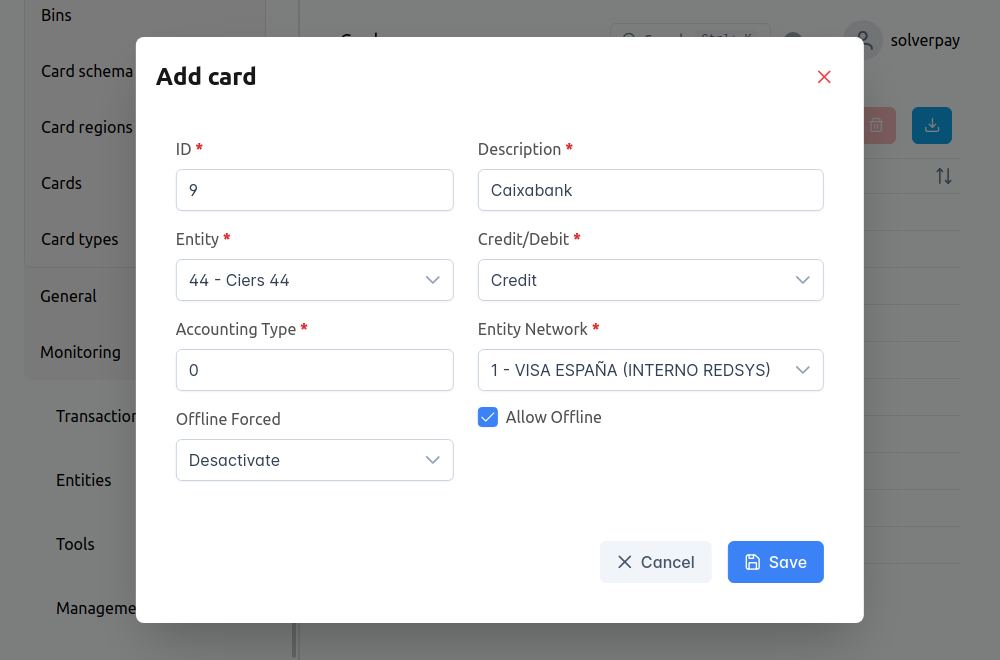 Bins
solverpay
Card schema
Add card
Card regions
ID *
Description *
9
Caixabank
Cards
Entity *
Credit/Debit *
Card types
44 - Ciers 44
Credit
General
Accounting Type *
Entity Network *
Monitoring
0
1 - VISA ESPAÑA (INTERNO REDSYS)
Offline Forced
Allow Offline
Transaction
Desactivate
Entities
Tools
Cancel
Save
Manageme